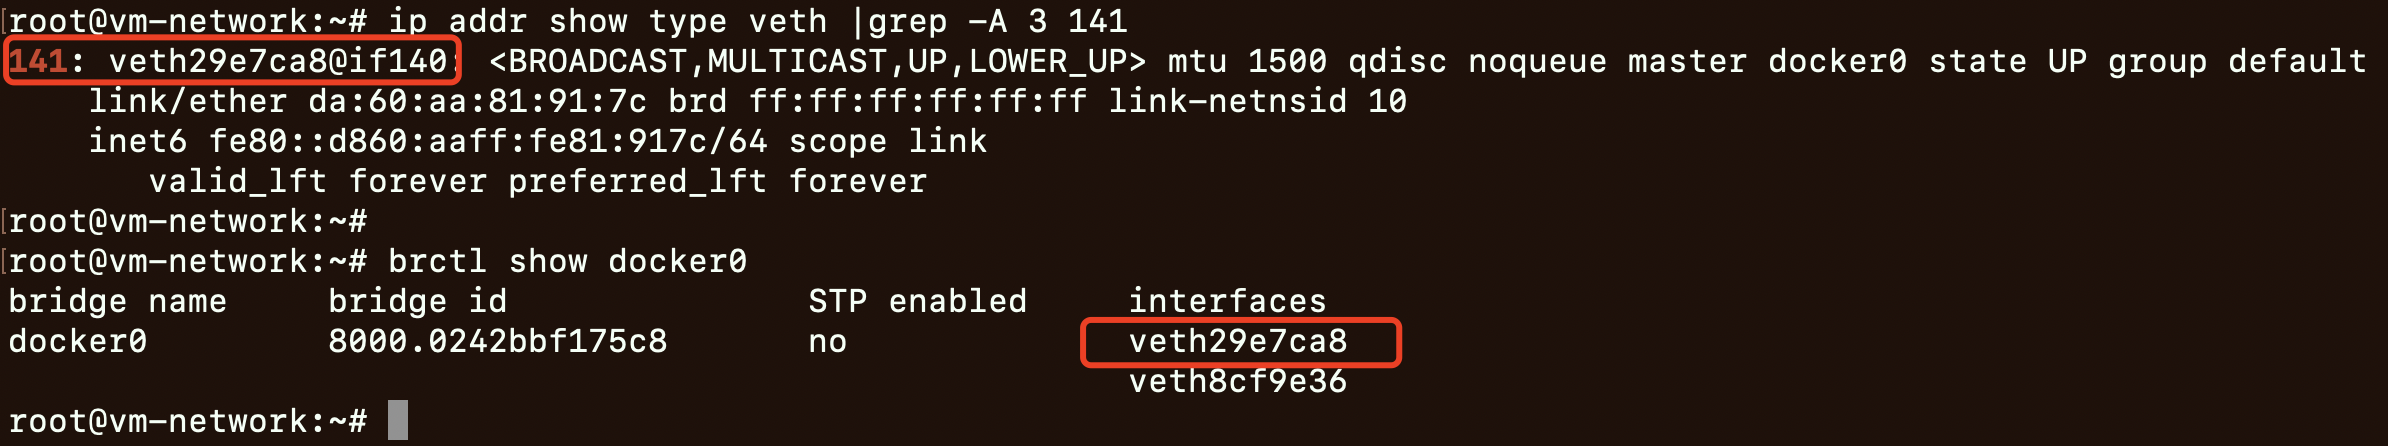 [root@vm-network:~# ip addr show type veth |grep -A 3 141
141: veth29e7ca8@if140: <BROADCAST,MULTICAST,UP,LOWER_UP> mtu 1500 qdisc noqueue master docker0 state UP group default
link/ether da:60:aa:81:91:7c brd ff:ff:ff:ff:ff:ff link-netnsid 10
inet6 fe80::d860:aaff:fe81:917c/64 scope link
valid_lft forever preferred_lft forever
[root@vm-network:~#
[root@vm-network:~# brctl show docker0
bridge name bridge id STP enabled interfaces
docker0 8000.0242bbf175c8 no veth29e7ca8
veth8cf9e36
root@vm-network:~#